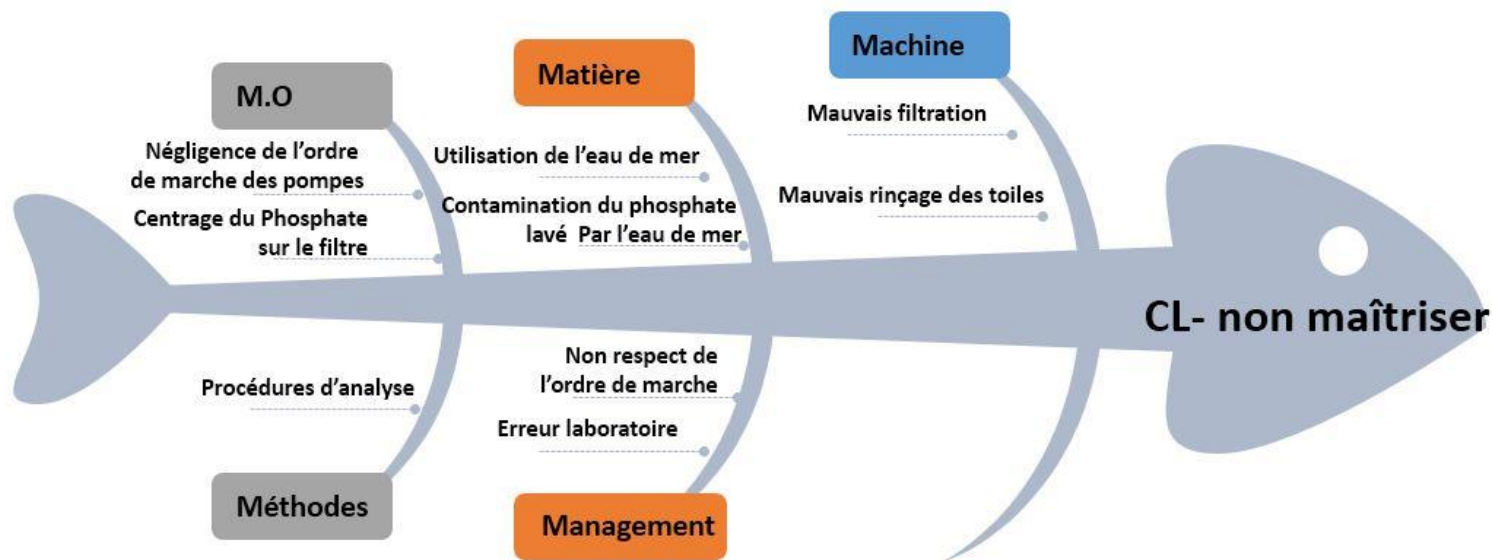 M.O
Négligence de l'ordre
de marche des pompes
Centrage du Phosphate
sur le filtre
Matière
Utilisation de l'eau de mer
Contamination du phosphate
lavé Par l'eau de mer
Machine
Mauvais filtration
Mauvais rinçage des toiles
CL- non maîtriser
Procédures d'analyse
Méthodes
Non respect de
l'ordre de marche
Erreur laboratoire
Management